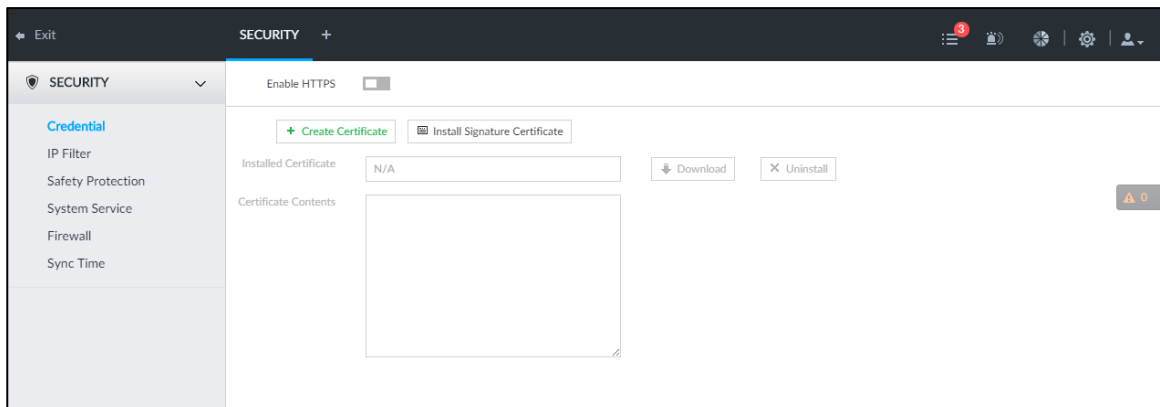 Exit
SECURITY +
3
SECURITY
Enable HTTPS
Credential
IP Filter
Safety Protection
System Service
Firewall
Sync Time
+ Create Certificate
Install Signature Certificate
Installed Certificate
N/A
Download
Uninstall
Certificate Contents
0